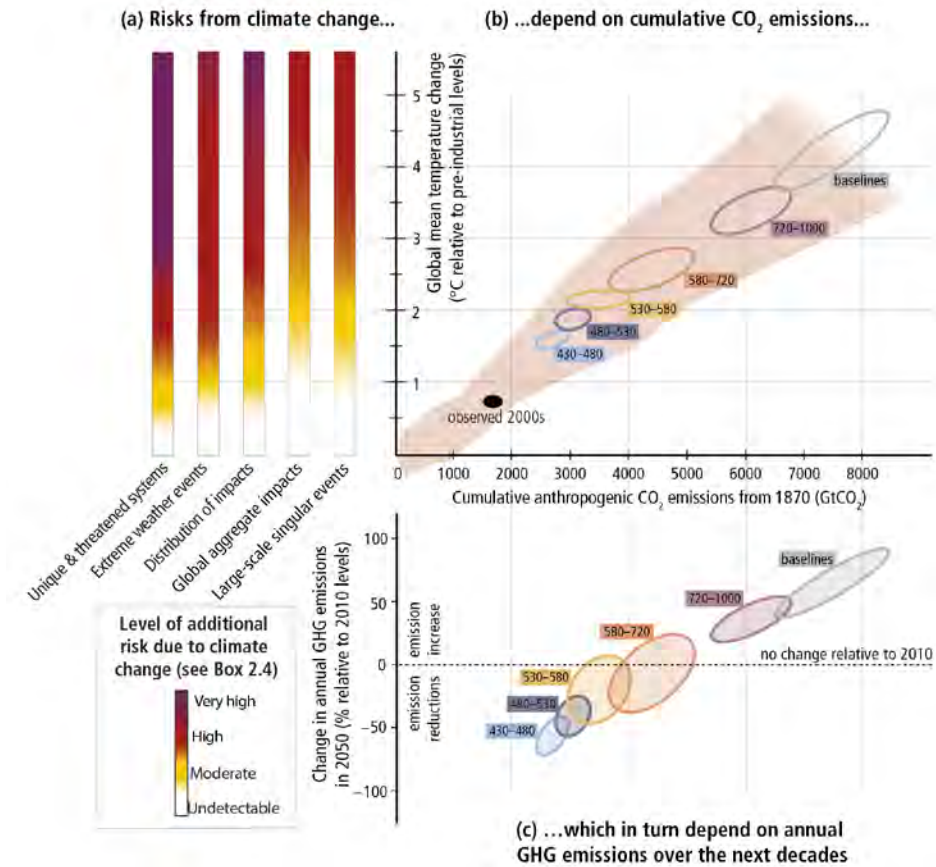 (a) Risks from climate change...
(b) ...depend on cumulative CO₂ emissions...
5
4
3
2
1
Global mean temperature change
(°C relative to pre-industrial levels)
baselines
720–1000
580–720
530–580
480–530
430–480
observed 2000s
0
1000
2000
3000
4000
5000
6000
7000
8000
Cumulative anthropogenic CO₂ emissions from 1870 (GtCO₂)
Unique & threatened systems
Extreme weather events
Distribution of impacts
Global aggregate impacts
Large-scale singular events
Level of additional
risk due to climate
change (see Box 2.4)
Very high
High
Moderate
Undetectable
100
50
0
−50
−100
Change in annual GHG emissions
in 2050 (% relative to 2010 levels)
emission
increase
emission
reductions
baselines
720–1000
580–720
no change relative to 2010
530–580
480–530
430–480
(c) ...which in turn depend on annual
GHG emissions over the next decades